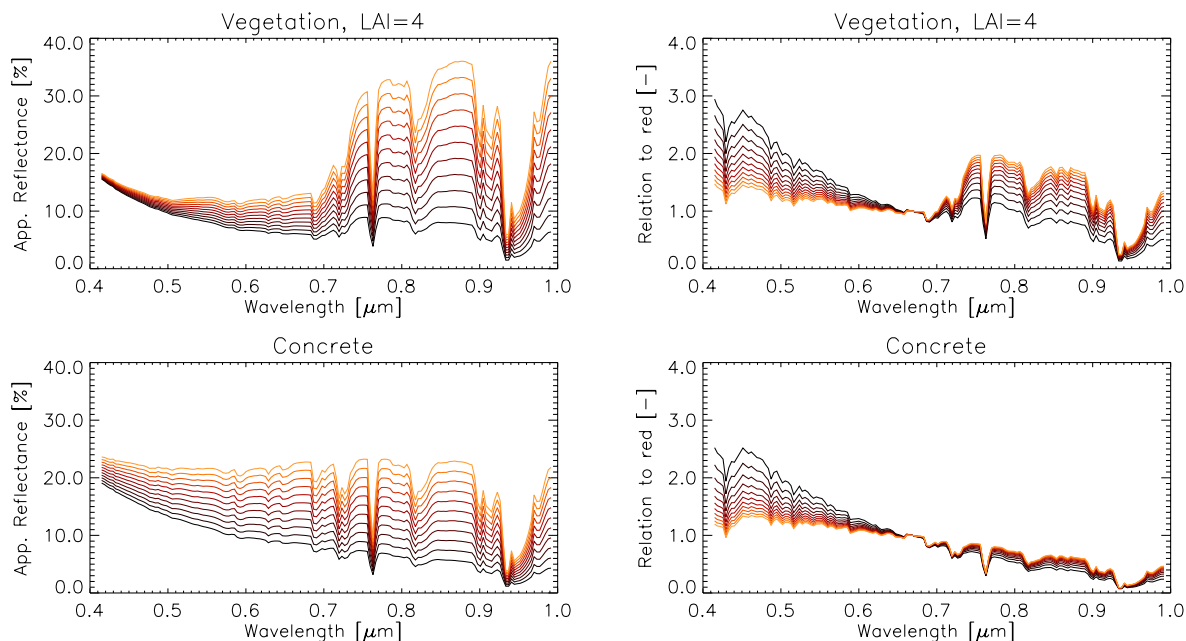 Vegetation, LAI=4
App. Reflectance [%]
40.0
30.0
20.0
10.0
0.0
0.4 0.5 0.6 0.7 0.8 0.9 1.0
Wavelength [μm]
Vegetation, LAI=4
Relation to red [-]
4.0
3.0
2.0
1.0
0.0
0.4 0.5 0.6 0.7 0.8 0.9 1.0
Wavelength [μm]
Concrete
App. Reflectance [%]
40.0
30.0
20.0
10.0
0.0
0.4 0.5 0.6 0.7 0.8 0.9 1.0
Wavelength [μm]
Concrete
Relation to red [-]
4.0
3.0
2.0
1.0
0.0
0.4 0.5 0.6 0.7 0.8 0.9 1.0
Wavelength [μm]